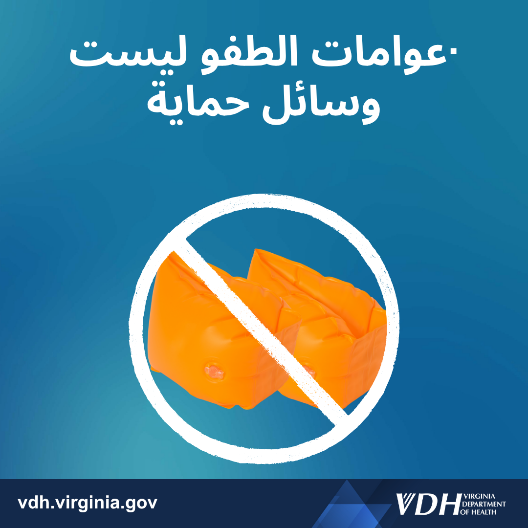 ·عوامات الطفو ليست
وسائل حماية
vdh.virginia.gov
VDH VIRGINIA
DEPARTMENT
OF HEALTH